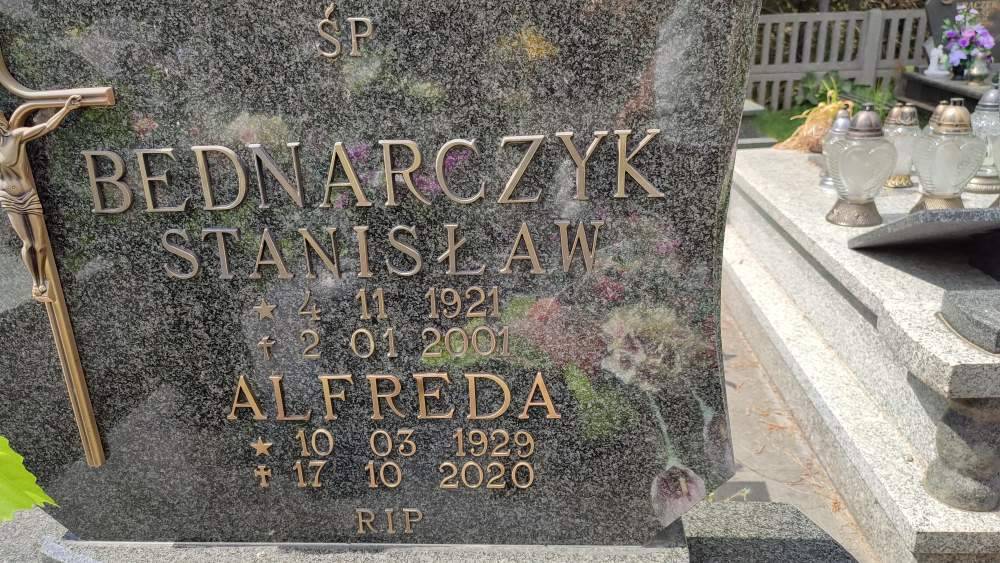 ŚP
BEDNARCZYK
STANISŁAW
★ 4 11 1921
✝ 2 01 2001
ALFREDA
★ 10 03 1929
✝ 17 10 2020
RIP